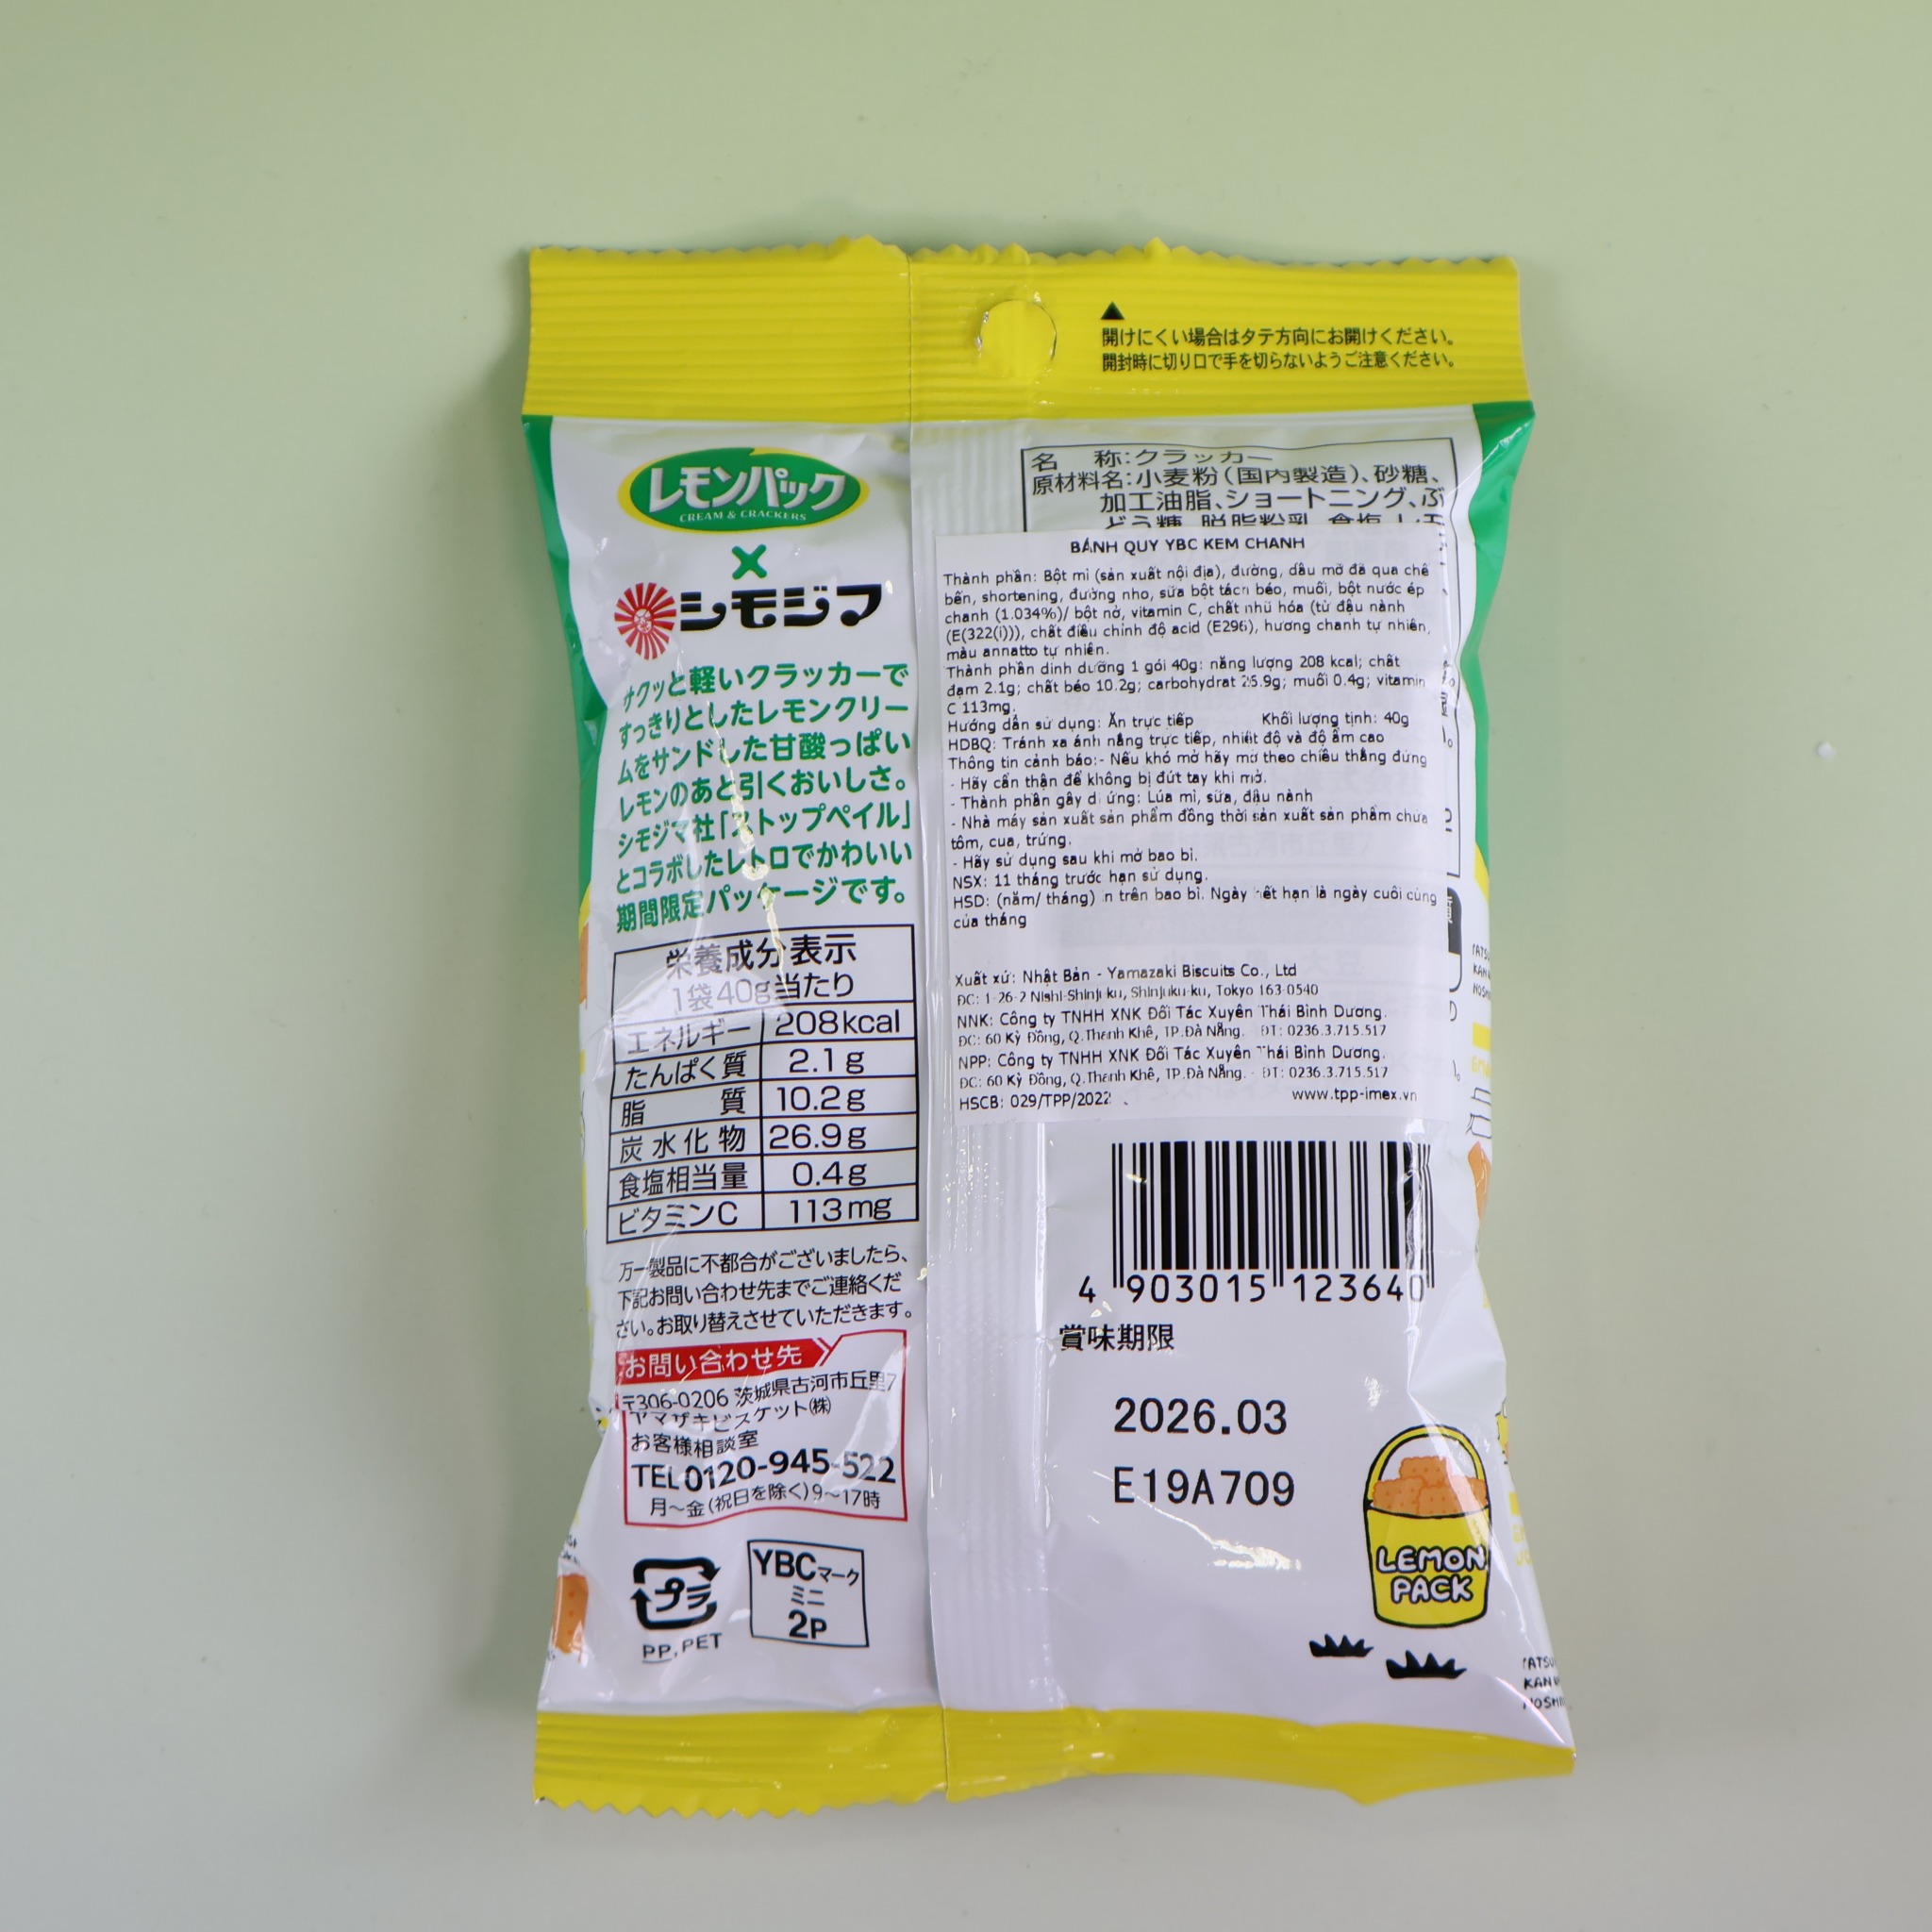 ▲
開けにくい場合はタテ方向にお開けください。
開封時に切り口で手を切らないようご注意ください。
レモンパック
CREAM & CRACKERS
×
シモジマ
サクッと軽いクラッカーで
すっきりとしたレモンクリー
ムをサンドした甘酸っぱい
レモンのあと引くおいしさ。
シモジマ社「ストップペイル」
とコラボしたレトロでかわいい
期間限定パッケージです。
栄養成分表示
1袋40g当たり
エネルギー 208kcal
たんぱく質 2.1g
脂質 10.2g
炭水化物 26.9g
食塩相当量 0.4g
ビタミンC 113mg
万一製品に不都合がございましたら、
下記お問い合わせ先までご連絡くだ
さい。お取り替えさせていただきます。
お問い合わせ先
〒306-0206 茨城県古河市丘里7
ヤマザキビスケット㈱
お客様相談室
TEL0120-945-522
月～金(祝日を除く)9～17時
プラ
PP,PET
YBCマーク
ミニ
2P
名 称:クラッカー
原材料名:小麦粉(国内製造)、砂糖、
加工油脂、ショートニング、ぶ
どう糖、脱脂粉乳、食塩、レモ
BÁNH QUY YBC KEM CHANH
Thành phần: Bột mì (sản xuất nội địa), đường, dầu mỡ đã qua chế
bến, shortening, đường nho, sữa bột tách béo, muối, bột nước ép
chanh (1.034%)/ bột nở, vitamin C, chất nhũ hóa (từ đậu nành
(E(322(i))), chất điều chỉnh độ acid (E296), hương chanh tự nhiên,
màu annatto tự nhiên.
Thành phần dinh dưỡng 1 gói 40g: năng lượng 208 kcal; chất
đạm 2.1g; chất béo 10.2g; carbohydrat 26.9g; muối 0.4g; vitamin
C 113mg.
Hướng dẫn sử dụng: Ăn trực tiếp Khối lượng tịnh: 40g
HDBQ: Tránh xa ánh nắng trực tiếp, nhiệt độ và độ ẩm cao
Thông tin cảnh báo:- Nếu khó mở hãy mở theo chiều thẳng đứng
- Hãy cẩn thận để không bị đứt tay khi mở.
- Thành phần gây dị ứng: Lúa mì, sữa, đậu nành
- Nhà máy sản xuất sản phẩm đồng thời sản xuất sản phẩm chứa
tôm, cua, trứng.
- Hãy sử dụng sau khi mở bao bì.
NSX: 11 tháng trước hạn sử dụng.
HSD: (năm/ tháng) in trên bao bì. Ngày hết hạn là ngày cuối cùng
của tháng
Xuất xứ: Nhật Bản - Yamazaki Biscuits Co., Ltd
ĐC: 1-26-2 Nishi-Shinjuku, Shinjuku-ku, Tokyo 163-0540
NNK: Công ty TNHH XNK Đối Tác Xuyên Thái Bình Dương.
ĐC: 60 Kỳ Đồng, Q.Thanh Khê, TP.Đà Nẵng. ĐT: 0236.3.715.517
NPP: Công ty TNHH XNK Đối Tác Xuyên Thái Bình Dương.
ĐC: 60 Kỳ Đồng, Q.Thanh Khê, TP.Đà Nẵng. - ĐT: 0236.3.715.517
HSCB: 029/TPP/2022 www.tpp-imex.vn
4 903015 123640
賞味期限
2026.03
E19A709
LEMON
PACK